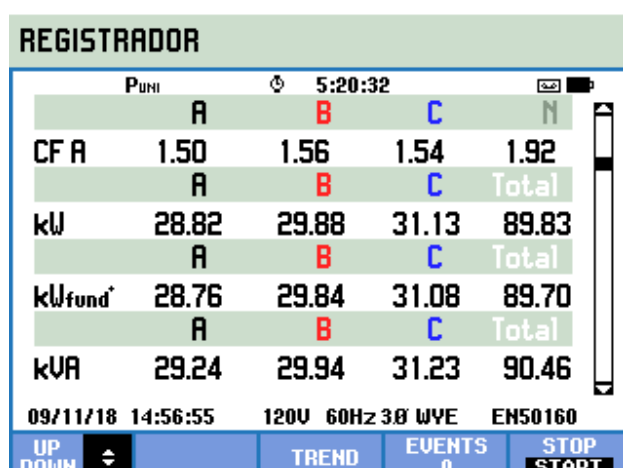 REGISTRADOR
PUNI 5:20:32
A B C N
CF A 1.50 1.56 1.54 1.92
A B C Total
kW 28.82 29.88 31.13 89.83
A B C Total
kWfund+ 28.76 29.84 31.08 89.70
A B C Total
kVA 29.24 29.94 31.23 90.46
09/11/18 14:56:55 120V 60Hz 3Ø WYE EN50160
UP TREND EVENTS STOP
DOWN 0 START